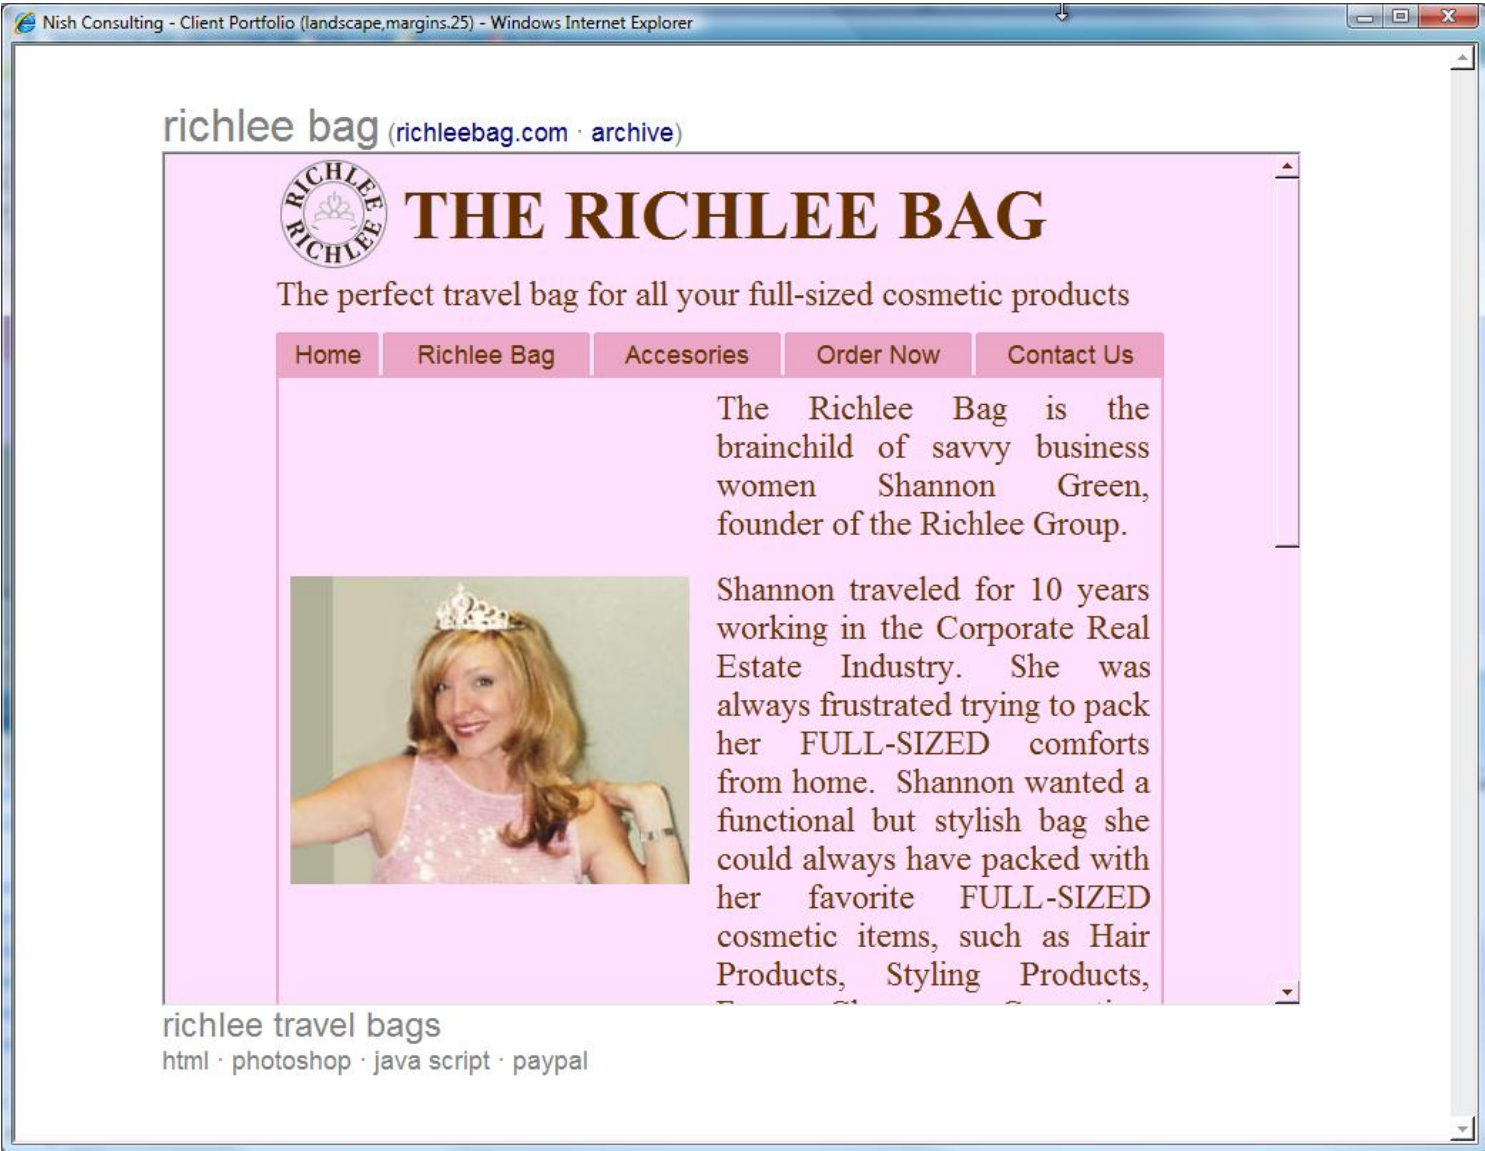 Nish Consulting - Client Portfolio (landscape,margins.25) - Windows Internet Explorer
richlee bag (richleebag.com · archive)
RICHLEE
RICHLEE
THE RICHLEE BAG
The perfect travel bag for all your full-sized cosmetic products
Home Richlee Bag Accesories Order Now Contact Us
The Richlee Bag is the
brainchild of savvy business
women Shannon Green,
founder of the Richlee Group.
Shannon traveled for 10 years
working in the Corporate Real
Estate Industry. She was
always frustrated trying to pack
her FULL-SIZED comforts
from home. Shannon wanted a
functional but stylish bag she
could always have packed with
her favorite FULL-SIZED
cosmetic items, such as Hair
Products, Styling Products,
richlee travel bags
html · photoshop · java script · paypal